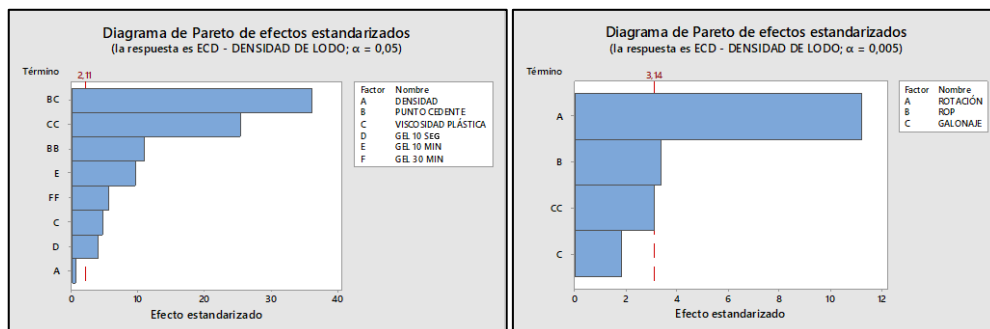 Diagrama de Pareto de efectos estandarizados
(la respuesta es ECD - DENSIDAD DE LODO; α = 0,05)
Término
2,11
BC
CC
BB
E
FF
C
D
A
0
10
20
30
40
Efecto estandarizado
Factor Nombre
A DENSIDAD
B PUNTO CEDENTE
C VISCOSIDAD PLÁSTICA
D GEL 10 SEG
E GEL 10 MIN
F GEL 30 MIN
Diagrama de Pareto de efectos estandarizados
(la respuesta es ECD - DENSIDAD DE LODO; α = 0,005)
Término
3,14
A
B
CC
C
0
2
4
6
8
10
12
Efecto estandarizado
Factor Nombre
A ROTACIÓN
B ROP
C GALONAJE